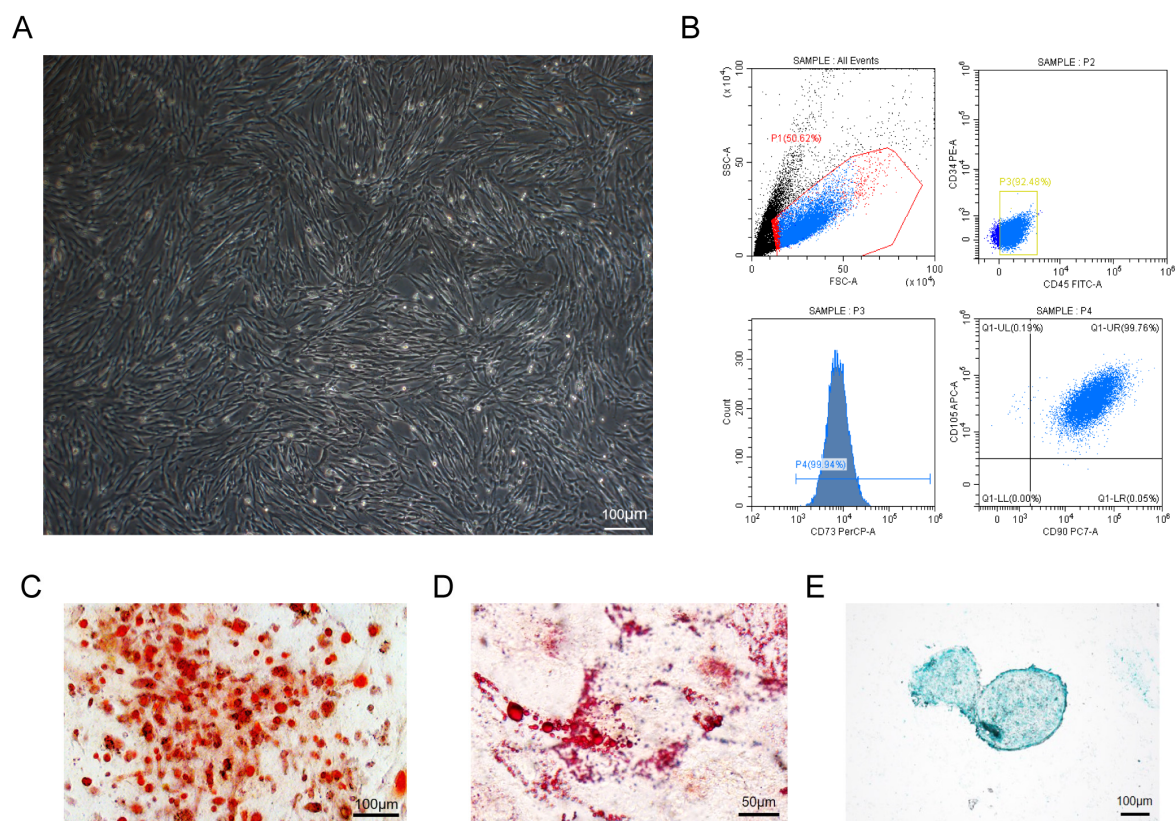 A
100μm
B
SAMPLE : All Events
(x 10⁴)
100
50
0
SSC-A
P1(50.62%)
0 20 40 60 80 100
FSC-A (x 10⁴)
SAMPLE : P2
10⁶
10⁵
10⁴
10³
0
CD34 PE-A
P3(92.48%)
0 10⁴ 10⁵ 10⁶
CD45 FITC-A
SAMPLE : P3
300
200
100
0
Count
P4(99.94%)
10² 10³ 10⁴ 10⁵ 10⁶
CD73 PerCP-A
SAMPLE : P4
Q1-UL(0.19%) Q1-UR(99.76%)
10⁶
10⁵
10⁴
0
CD105 APC-A
Q1-LL(0.00%) Q1-LR(0.05%)
0 10³ 10⁴ 10⁵ 10⁶
CD90 PC7-A
C
100μm
D
50μm
E
100μm